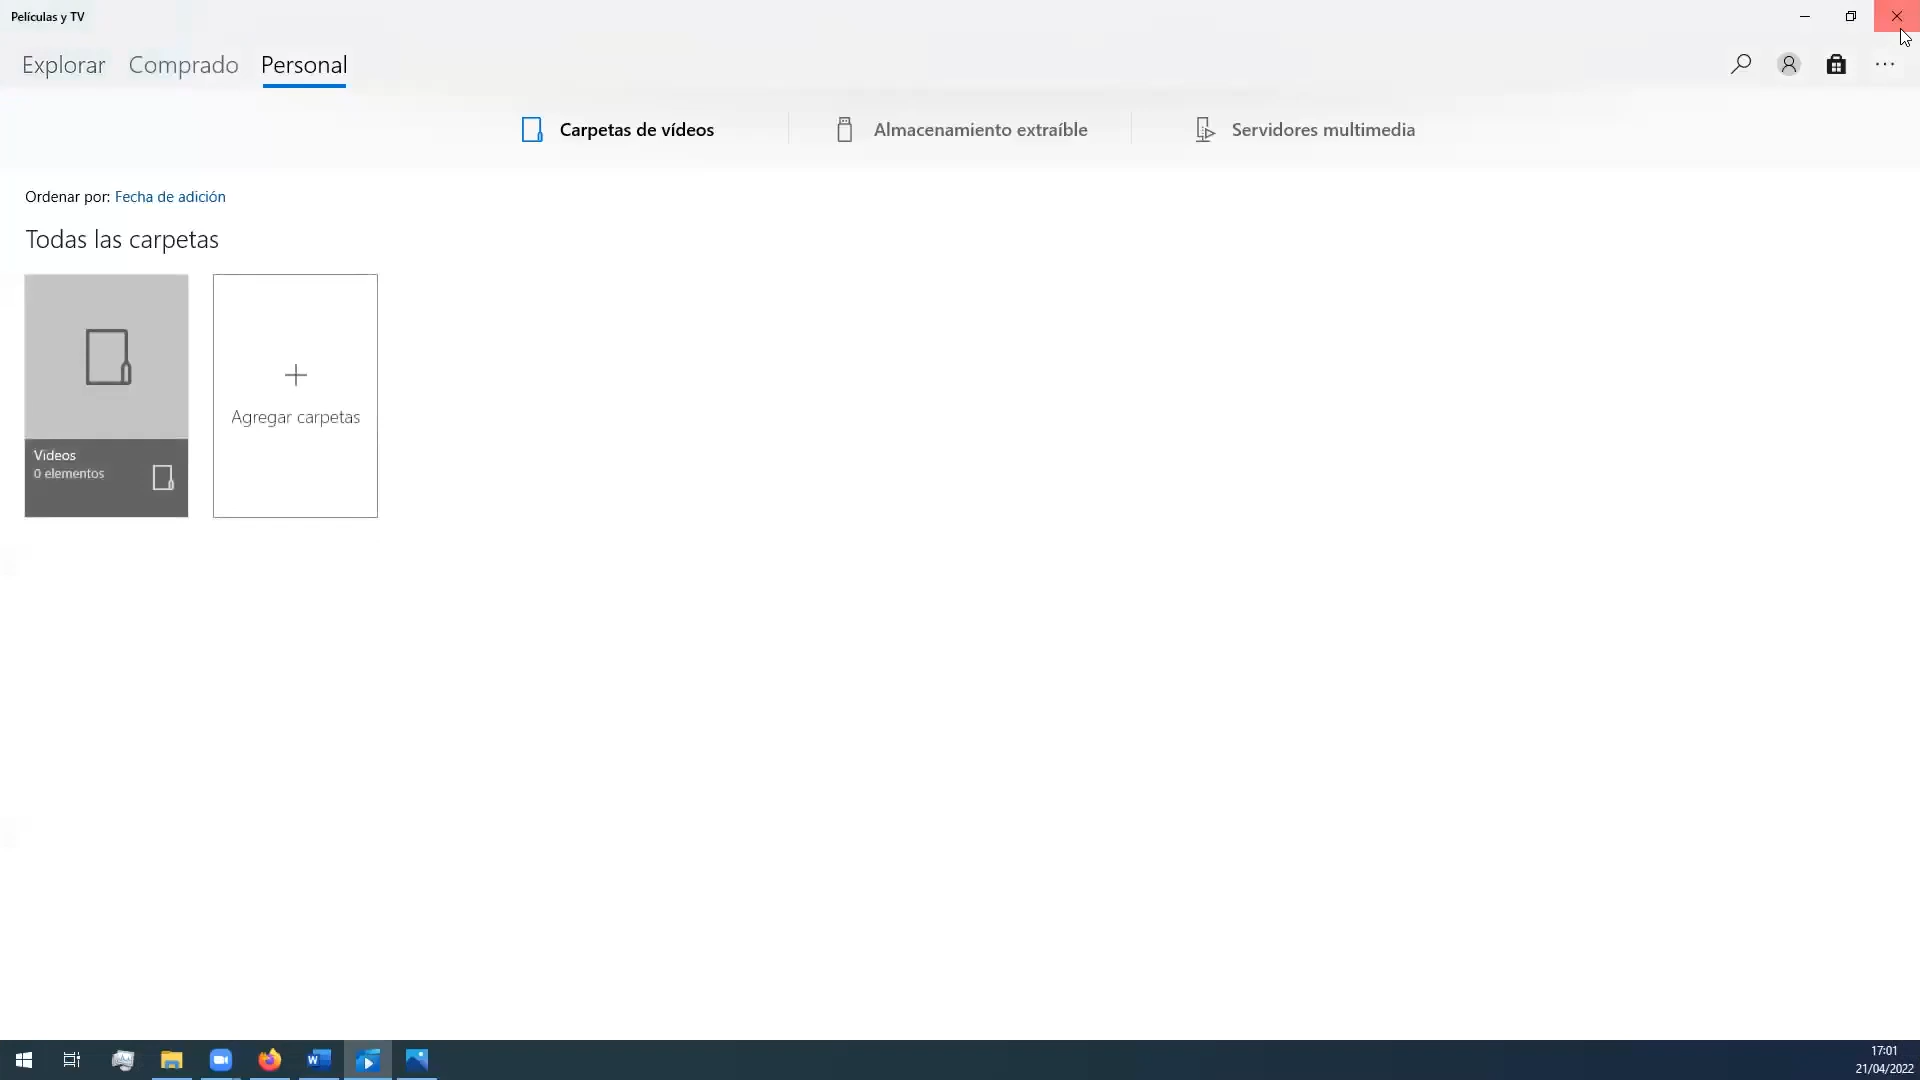 Películas y TV
Explorar Comprado Personal
Carpetas de vídeos Almacenamiento extraíble Servidores multimedia
Ordenar por: Fecha de adición
Todas las carpetas
Agregar carpetas
Vídeos
0 elementos
17:01
21/04/2022